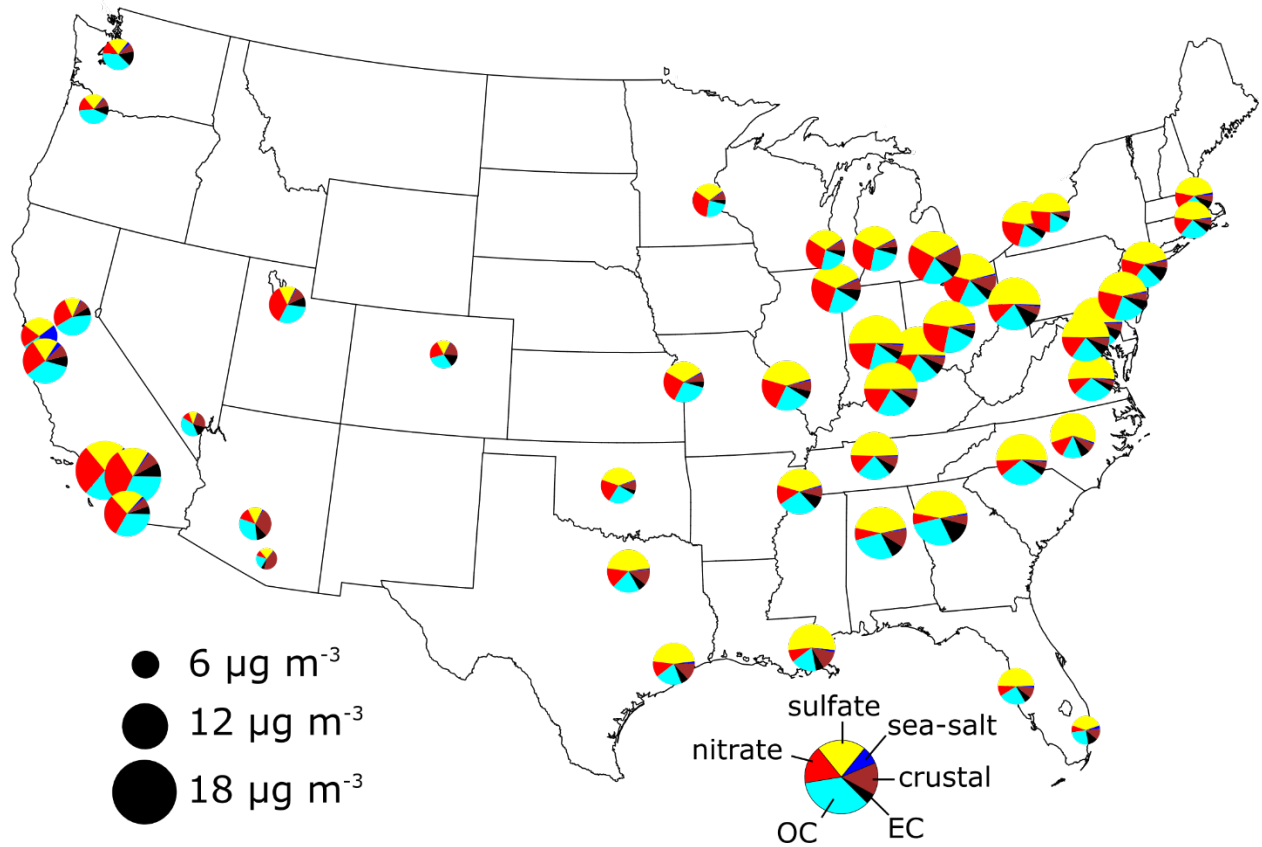 6 µg m-3
12 µg m-3
18 µg m-3
sulfate
sea-salt
nitrate
crustal
OC
EC